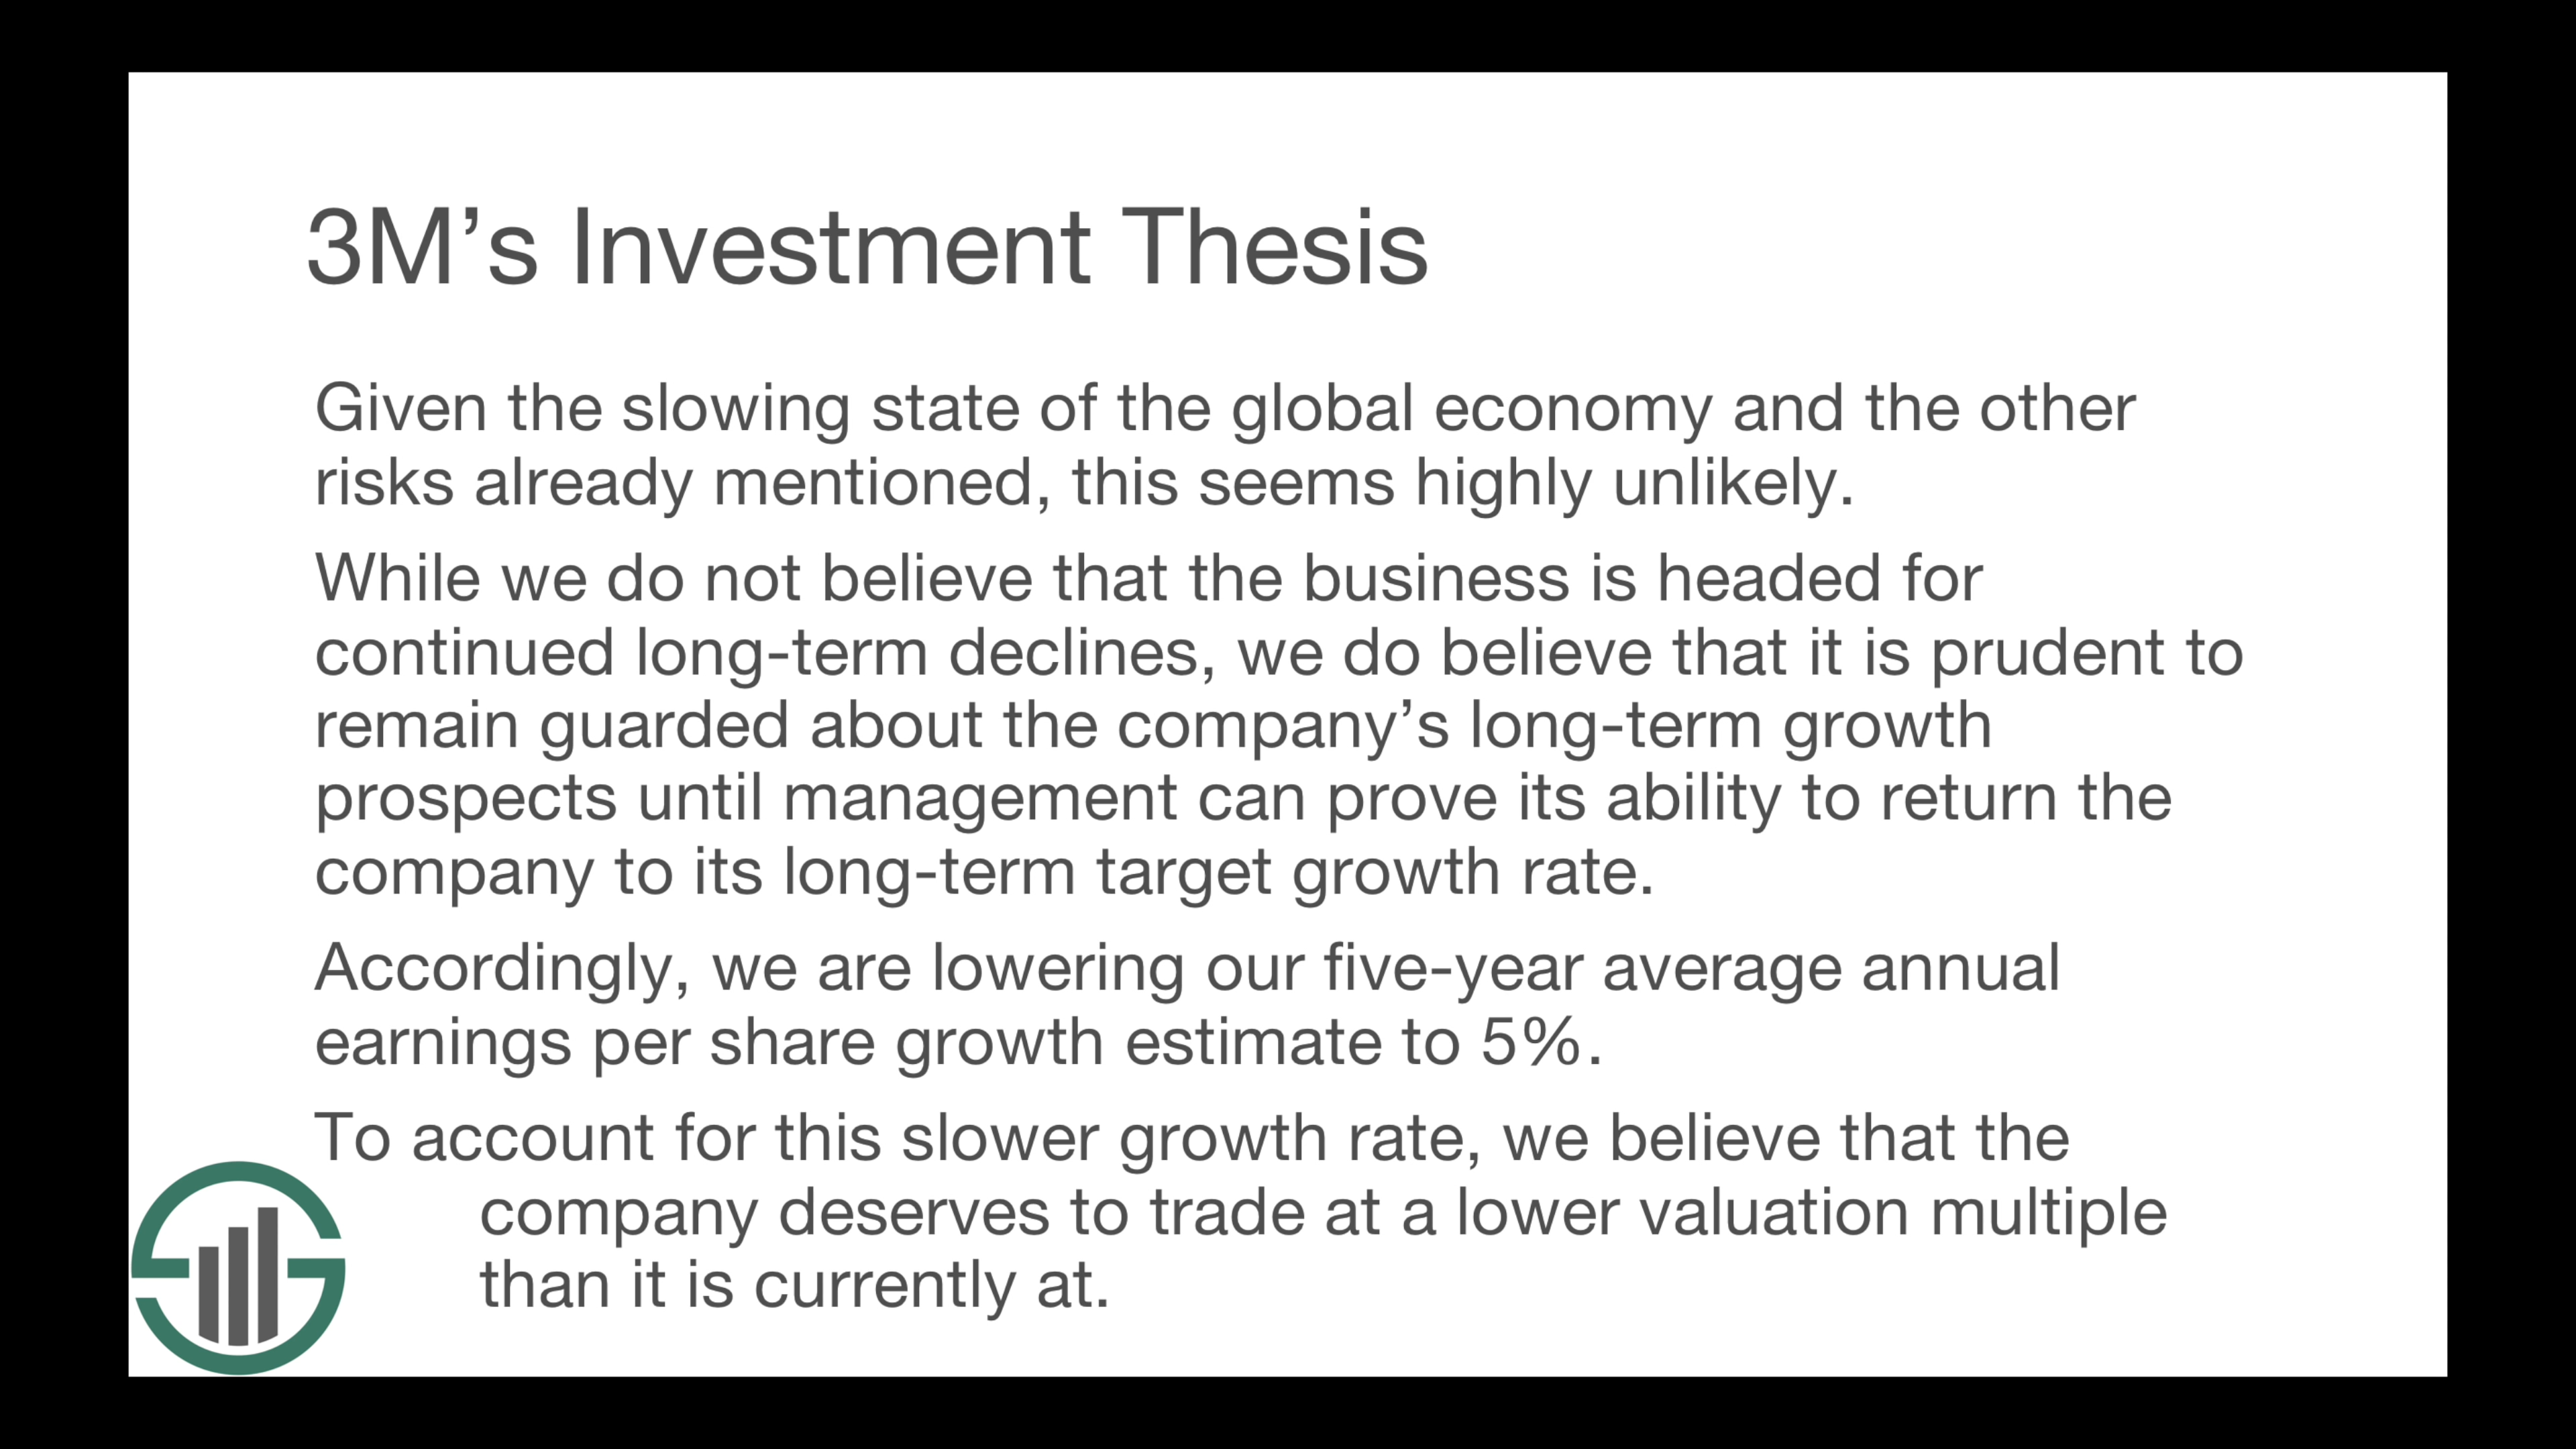 3M’s Investment Thesis
Given the slowing state of the global economy and the other
risks already mentioned, this seems highly unlikely.
While we do not believe that the business is headed for
continued long-term declines, we do believe that it is prudent to
remain guarded about the company’s long-term growth
prospects until management can prove its ability to return the
company to its long-term target growth rate.
Accordingly, we are lowering our five-year average annual
earnings per share growth estimate to 5%.
To account for this slower growth rate, we believe that the
company deserves to trade at a lower valuation multiple
than it is currently at.